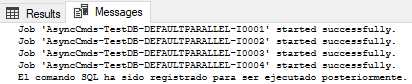 Results Messages
Job 'AsyncCmds-TestDB-DEFAULTPARALLEL-I0001' started successfully.
Job 'AsyncCmds-TestDB-DEFAULTPARALLEL-I0002' started successfully.
Job 'AsyncCmds-TestDB-DEFAULTPARALLEL-I0003' started successfully.
Job 'AsyncCmds-TestDB-DEFAULTPARALLEL-I0004' started successfully.
El comando SQL ha sido registrado para ser ejecutado posteriormente.